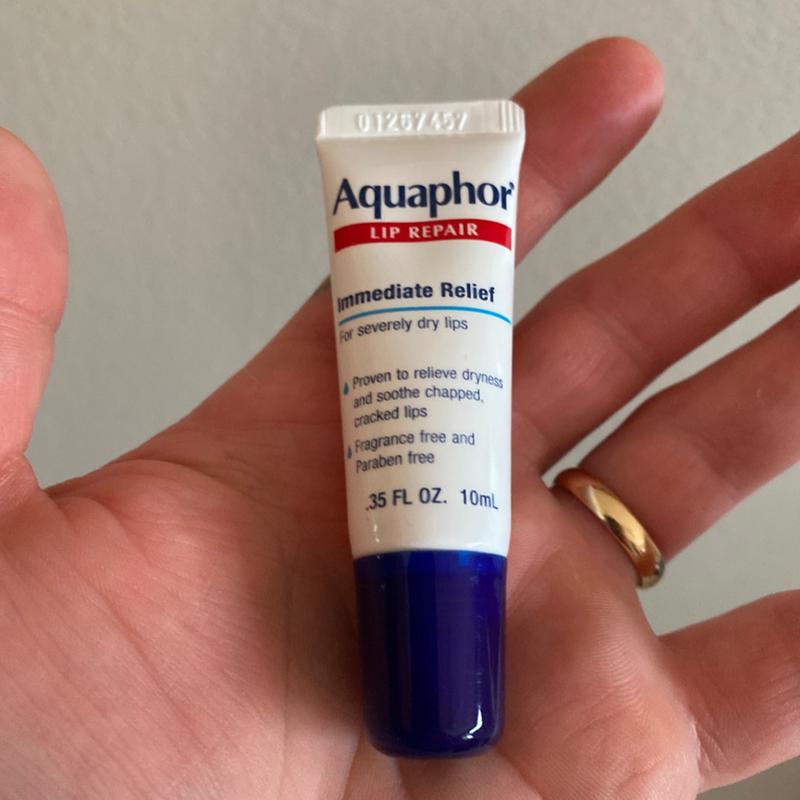 01267457
Aquaphor
LIP REPAIR
Immediate Relief
For severely dry lips
Proven to relieve dryness
and soothe chapped,
cracked lips
Fragrance free and
Paraben free
.35 FL OZ. 10mL